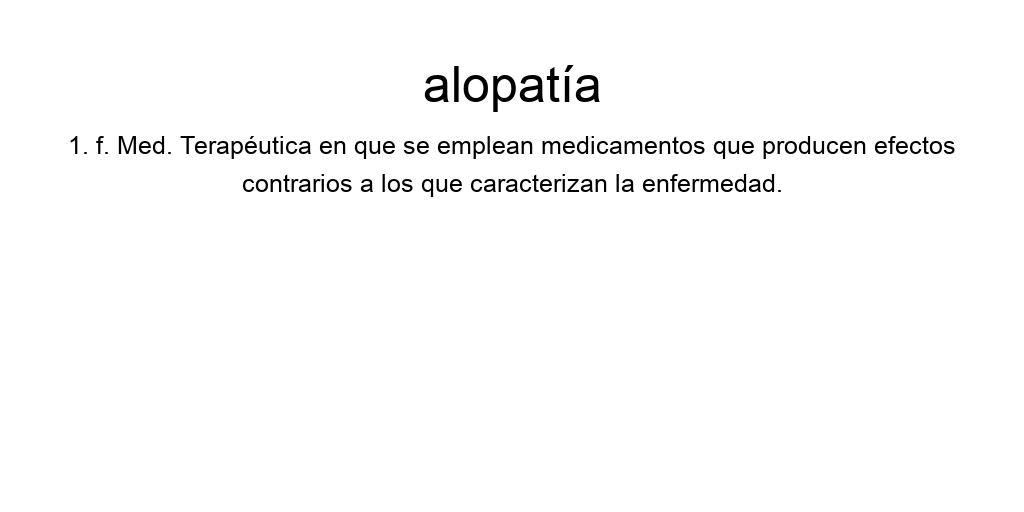 alopatía
1. f. Med. Terapéutica en que se emplean medicamentos que producen efectos
contrarios a los que caracterizan la enfermedad.